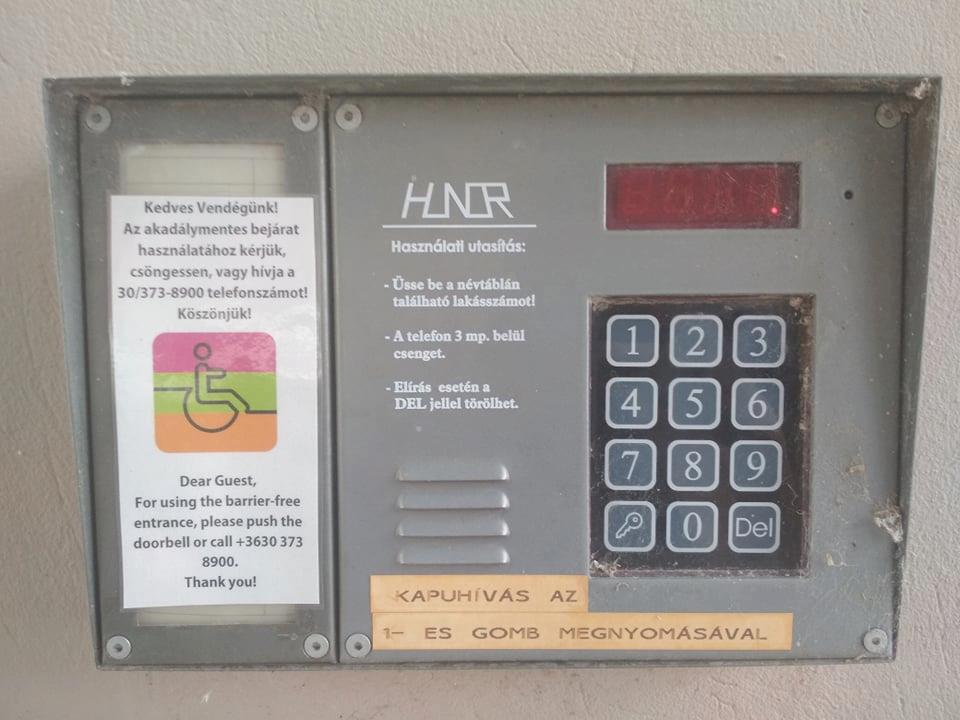 Kedves Vendégünk!
Az akadálymentes bejárat
használatához kérjük,
csöngessen, vagy hívja a
30/373-8900 telefonszámot!
Köszönjük!
Dear Guest,
For using the barrier-free
entrance, please push the
doorbell or call +3630 373
8900.
Thank you!
HUNOR
Használati utasítás:
- Üsse be a névtáblán
található lakásszámot!
- A telefon 3 mp. belül
csenget.
- Elírás esetén a
DEL jellel törölhet.
1 2 3
4 5 6
7 8 9
0 Del
KAPUHÍVÁS AZ
1- ES GOMB MEGNYOMÁSÁVAL